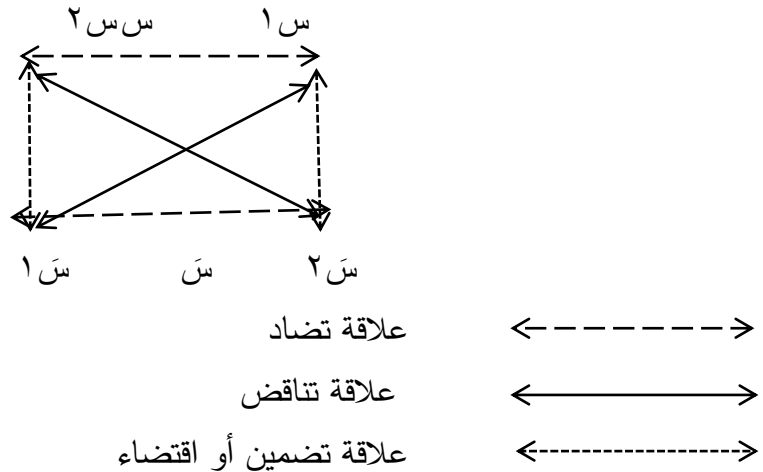 س١ س س٢
سَ٢ سَ سَ١
علاقة تضاد
علاقة تناقض
علاقة تضمين أو اقتضاء